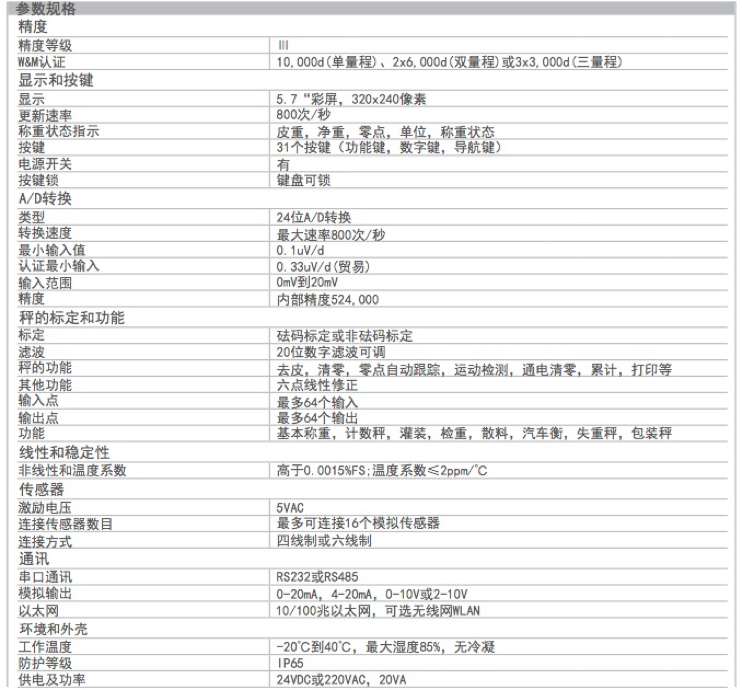 参数规格
精度
精度等级 III
W&M认证 10,000d(单量程)、2x6,000d(双量程)或3x3,000d(三量程)
显示和按键
显示 5.7“彩屏，320x240像素
更新速率 800次/秒
称重状态指示 皮重，净重，零点，单位，称重状态
按键 31个按键（功能键，数字键，导航键）
电源开关 有
按键锁 键盘可锁
A/D转换
类型 24位A/D转换
转换速度 最大速率800次/秒
最小输入值 0.1uV/d
认证最小输入 0.33uV/d(贸易)
输入范围 0mV到20mV
精度 内部精度524,000
秤的标定和功能
标定 砝码标定或非砝码标定
滤波 20位数字滤波可调
秤的功能 去皮，清零，零点自动跟踪，运动检测，通电清零，累计，打印等
其他功能 六点线性修正
输入点 最多64个输入
输出点 最多64个输出
功能 基本称重，计数秤，灌装，检重，散料，汽车衡，失重秤，包装秤
线性和稳定性
非线性和温度系数 高于0.0015%FS;温度系数≤2ppm/℃
传感器
激励电压 5VAC
连接传感器数目 最多可连接16个模拟传感器
连接方式 四线制或六线制
通讯
串口通讯 RS232或RS485
模拟输出 0-20mA，4-20mA，0-10V或2-10V
以太网 10/100兆以太网，可选无线网WLAN
环境和外壳
工作温度 -20℃到40℃，最大湿度85%，无冷凝
防护等级 IP65
供电及功率 24VDC或220VAC，20VA